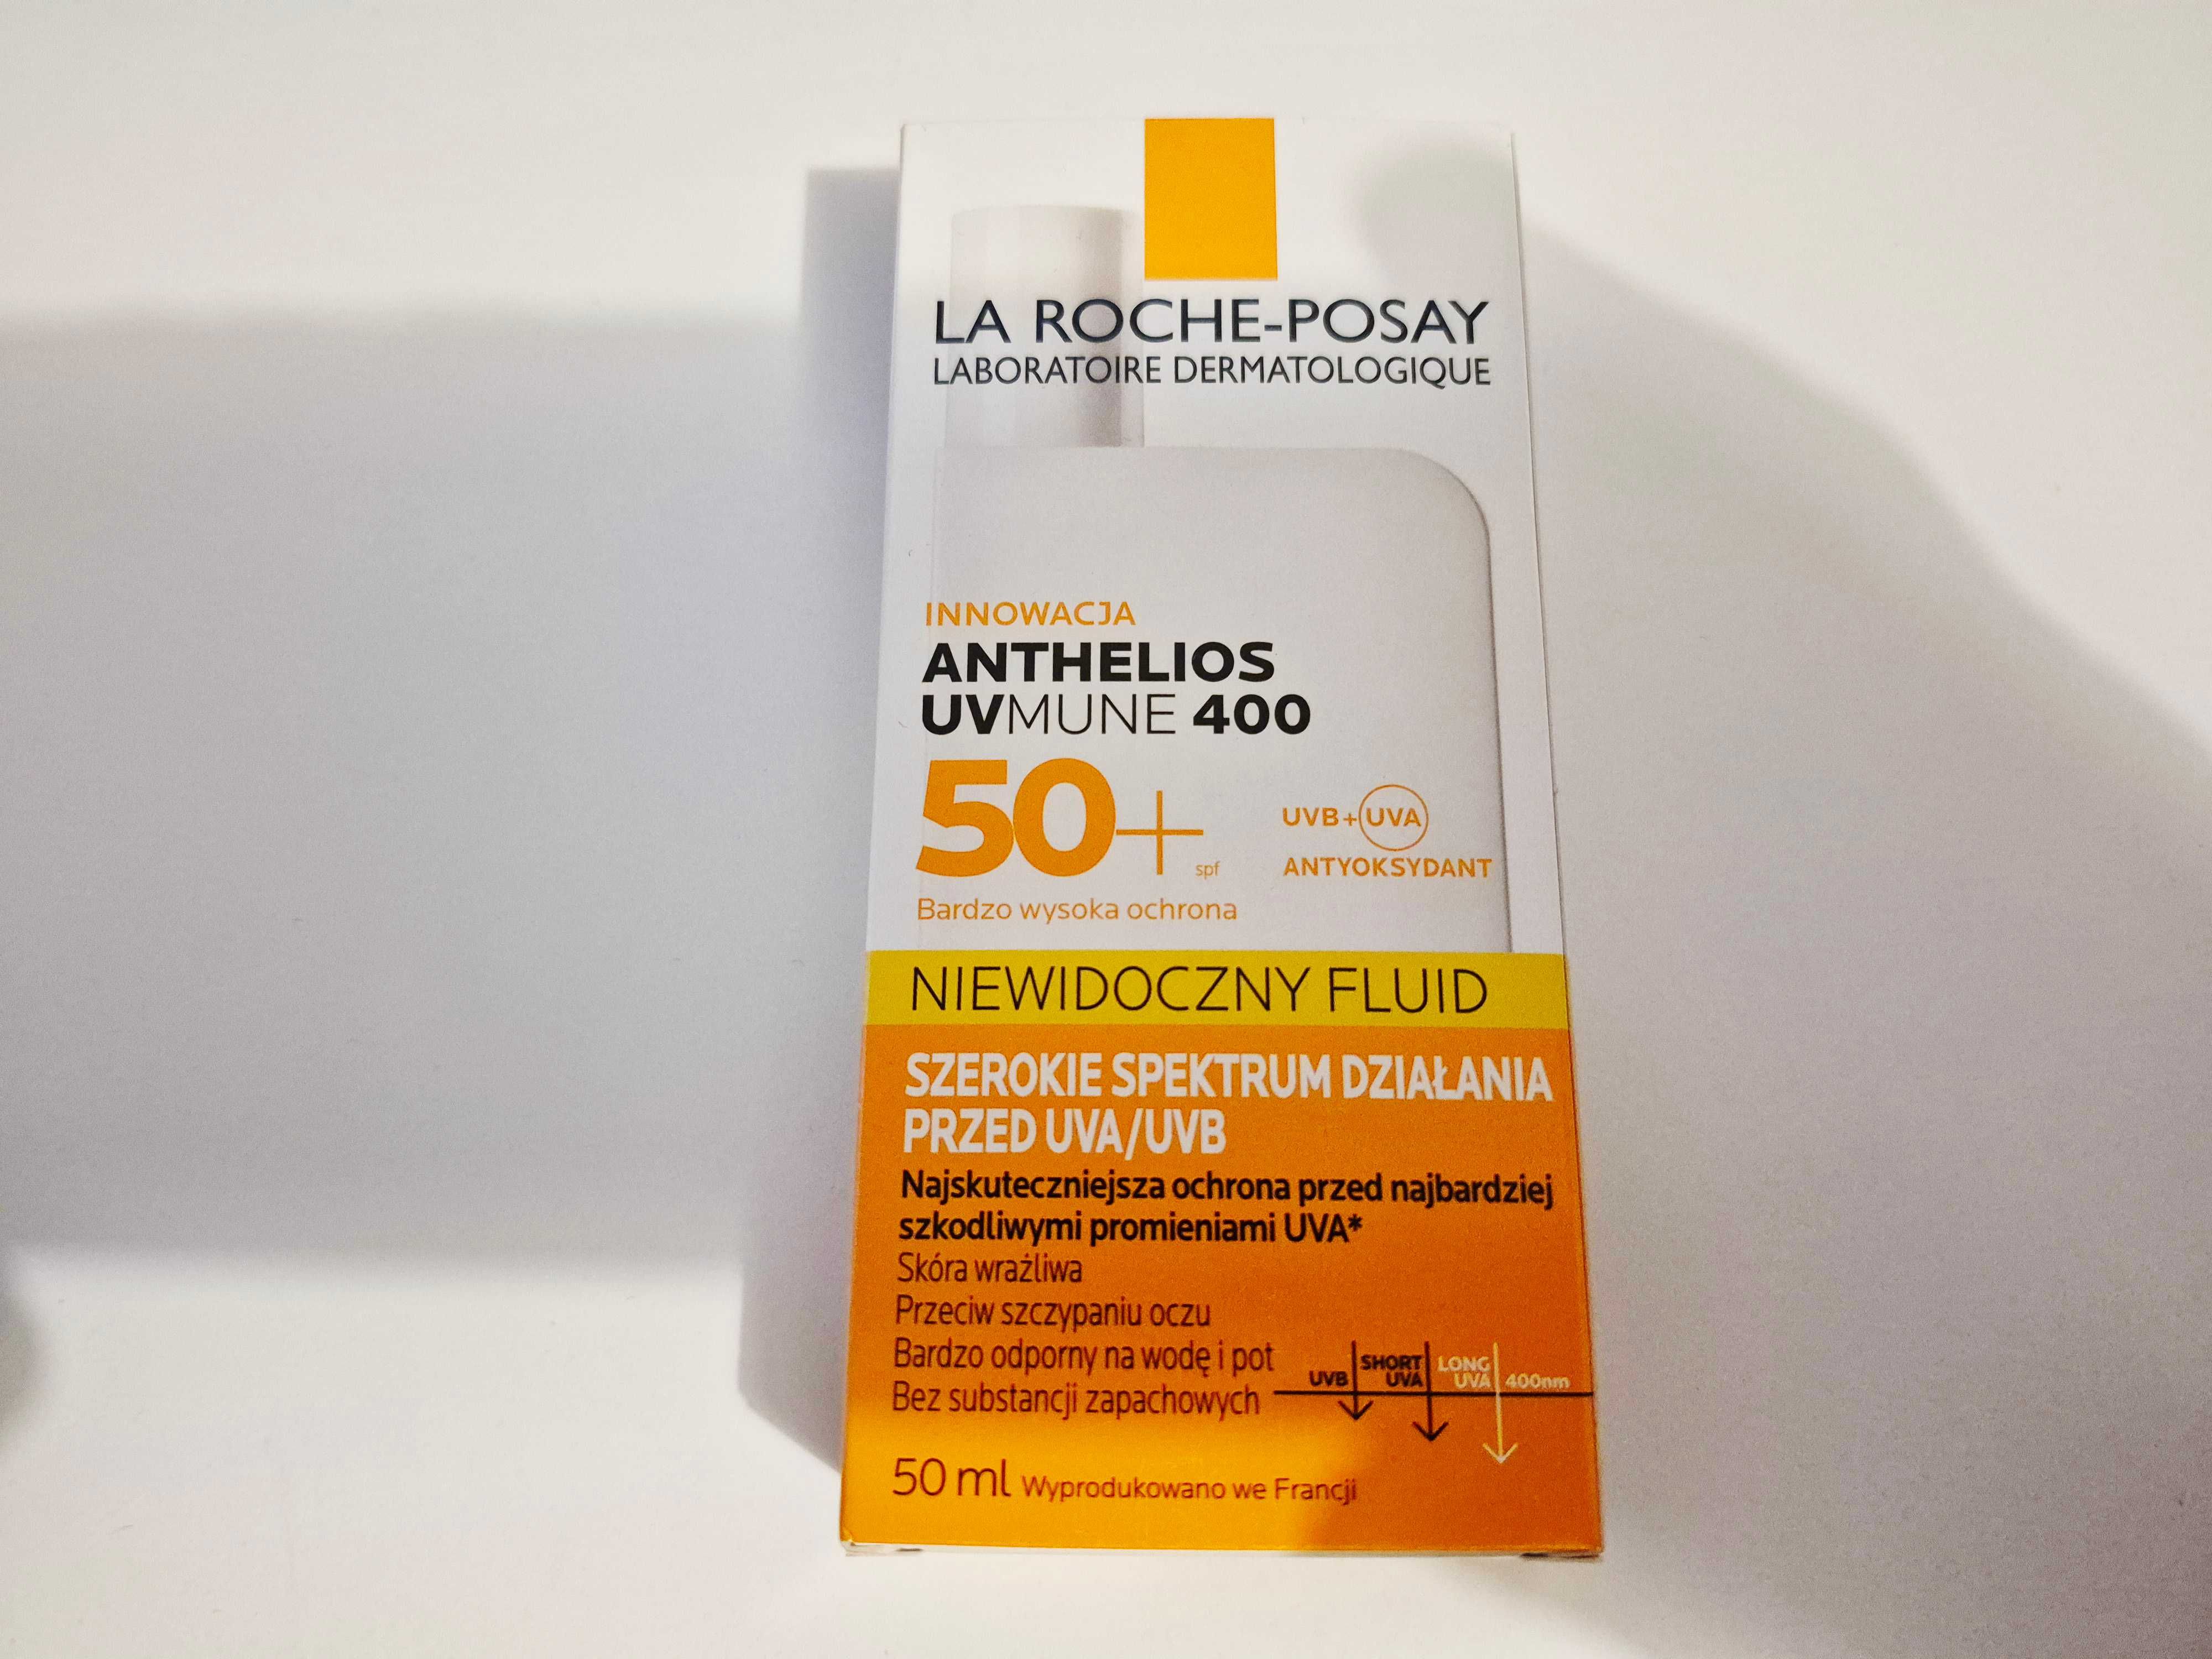 LA ROCHE-POSAY
LABORATOIRE DERMATOLOGIQUE
INNOWACJA
ANTHELIOS
UVMUNE 400
50+ spf
UVB+UVA
ANTYOKSYDANT
Bardzo wysoka ochrona
NIEWIDOCZNY FLUID
SZEROKIE SPEKTRUM DZIAŁANIA
PRZED UVA/UVB
Najskuteczniejsza ochrona przed najbardziej
szkodliwymi promieniami UVA*
Skóra wrażliwa
Przeciw szczypaniu oczu
Bardzo odporny na wodę i pot
Bez substancji zapachowych
UVB
SHORT
UVA
LONG
UVA
400nm
50 ml Wyprodukowano we Francji